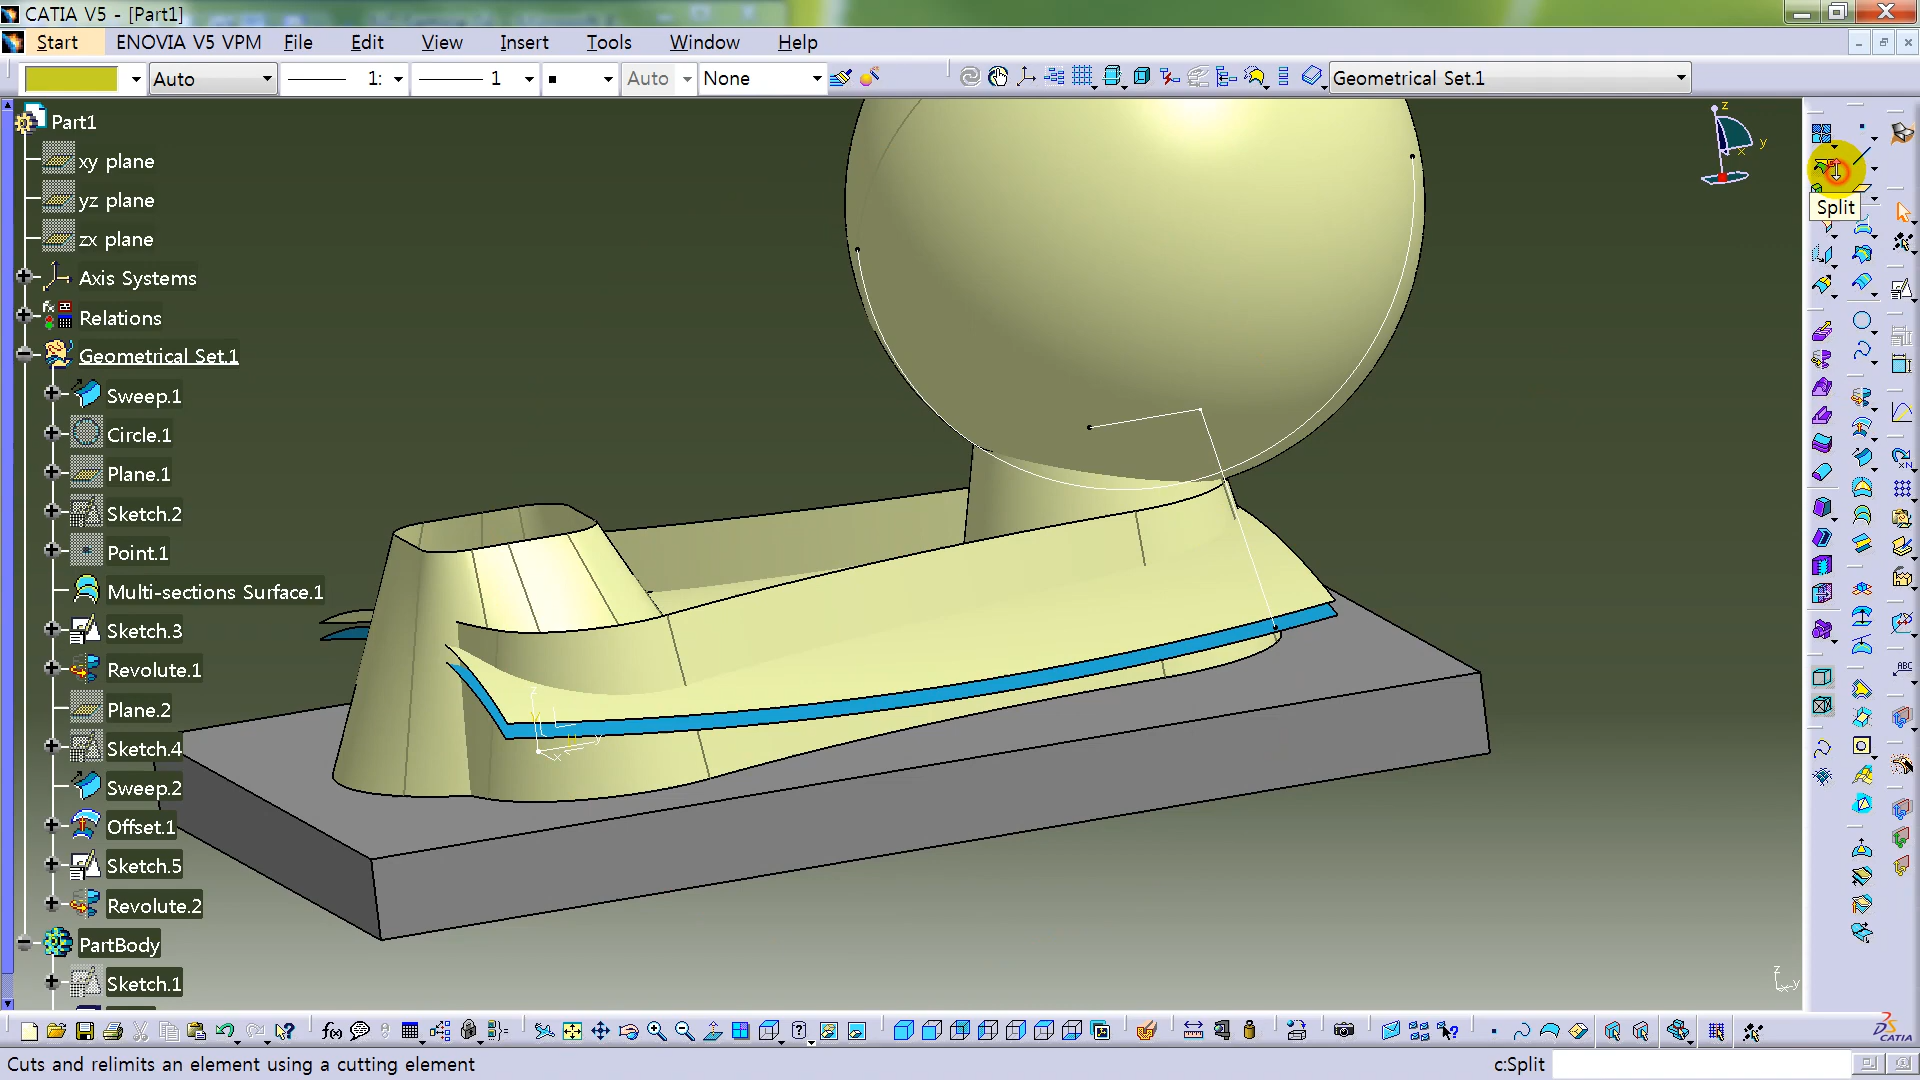 CATIA V5 - [Part1]
Start ENOVIA V5 VPM File Edit View Insert Tools Window Help
Auto 1: 1 Auto None Geometrical Set.1
Part1
xy plane
yz plane
zx plane
Axis Systems
Relations
Geometrical Set.1
Sweep.1
Circle.1
Plane.1
Sketch.2
Point.1
Multi-sections Surface.1
Sketch.3
Revolute.1
Plane.2
Sketch.4
Sweep.2
Offset.1
Sketch.5
Revolute.2
PartBody
Sketch.1
z
y
x
Split
z
y
x
CATIA
Cuts and relimits an element using a cutting element
c:Split